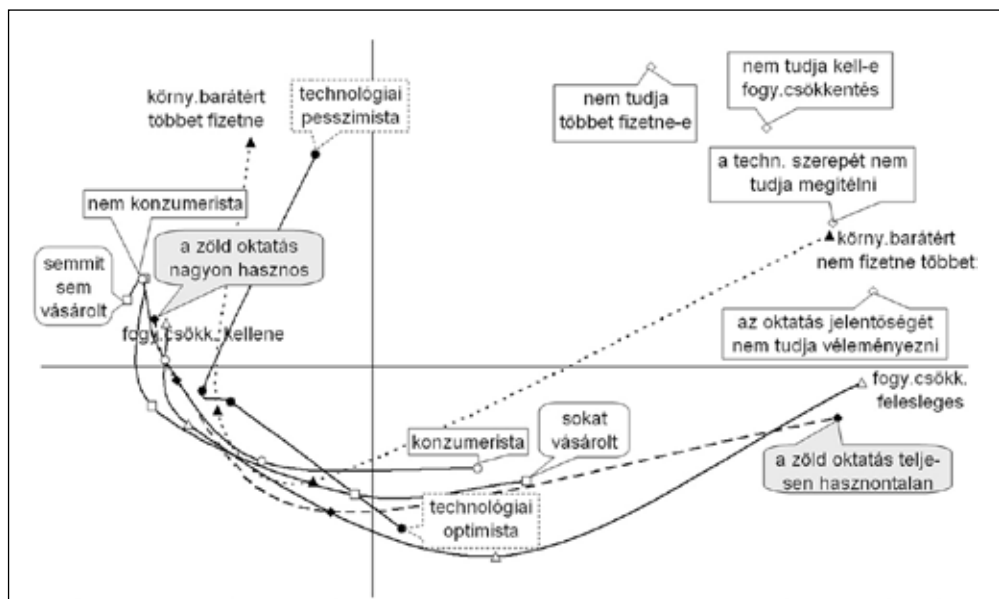 nem tudja kell-e
fogy.csökkentés
nem tudja
többet fizetne-e
körny.barátért
többet fizetne
technológiai
pesszimista
a techn. szerepét nem
tudja megítélni
nem konzumerista
a zöld oktatás
nagyon hasznos
semmit
sem
vásárolt
körny.barátért
nem fizetne többet
fogy.csökk. kellene
az oktatás jelentőségét
nem tudja véleményezni
fogy.csökk.
felesleges
sokat
vásárolt
konzumerista
a zöld oktatás telje-
sen haszontalan
technológiai
optimista